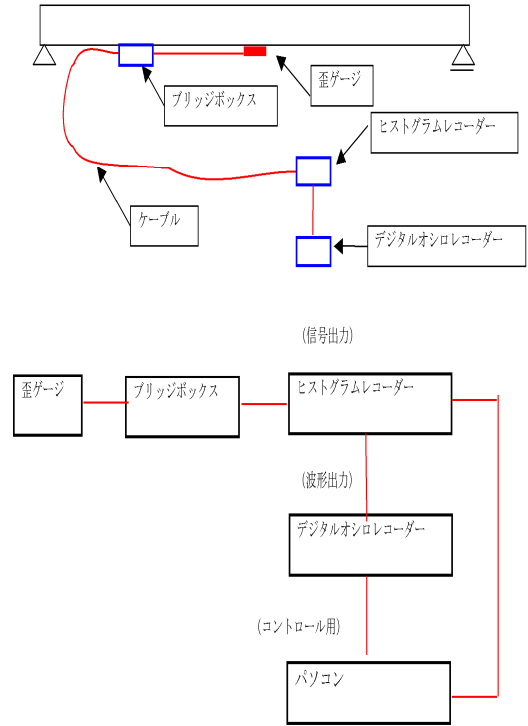 歪ゲージ
ブリッジボックス
ヒストグラムレコーダー
ケーブル
デジタルオシロレコーダー
(信号出力)
歪ゲージ
ブリッジボックス
ヒストグラムレコーダー
(波形出力)
デジタルオシロレコーダー
(コントロール用)
パソコン